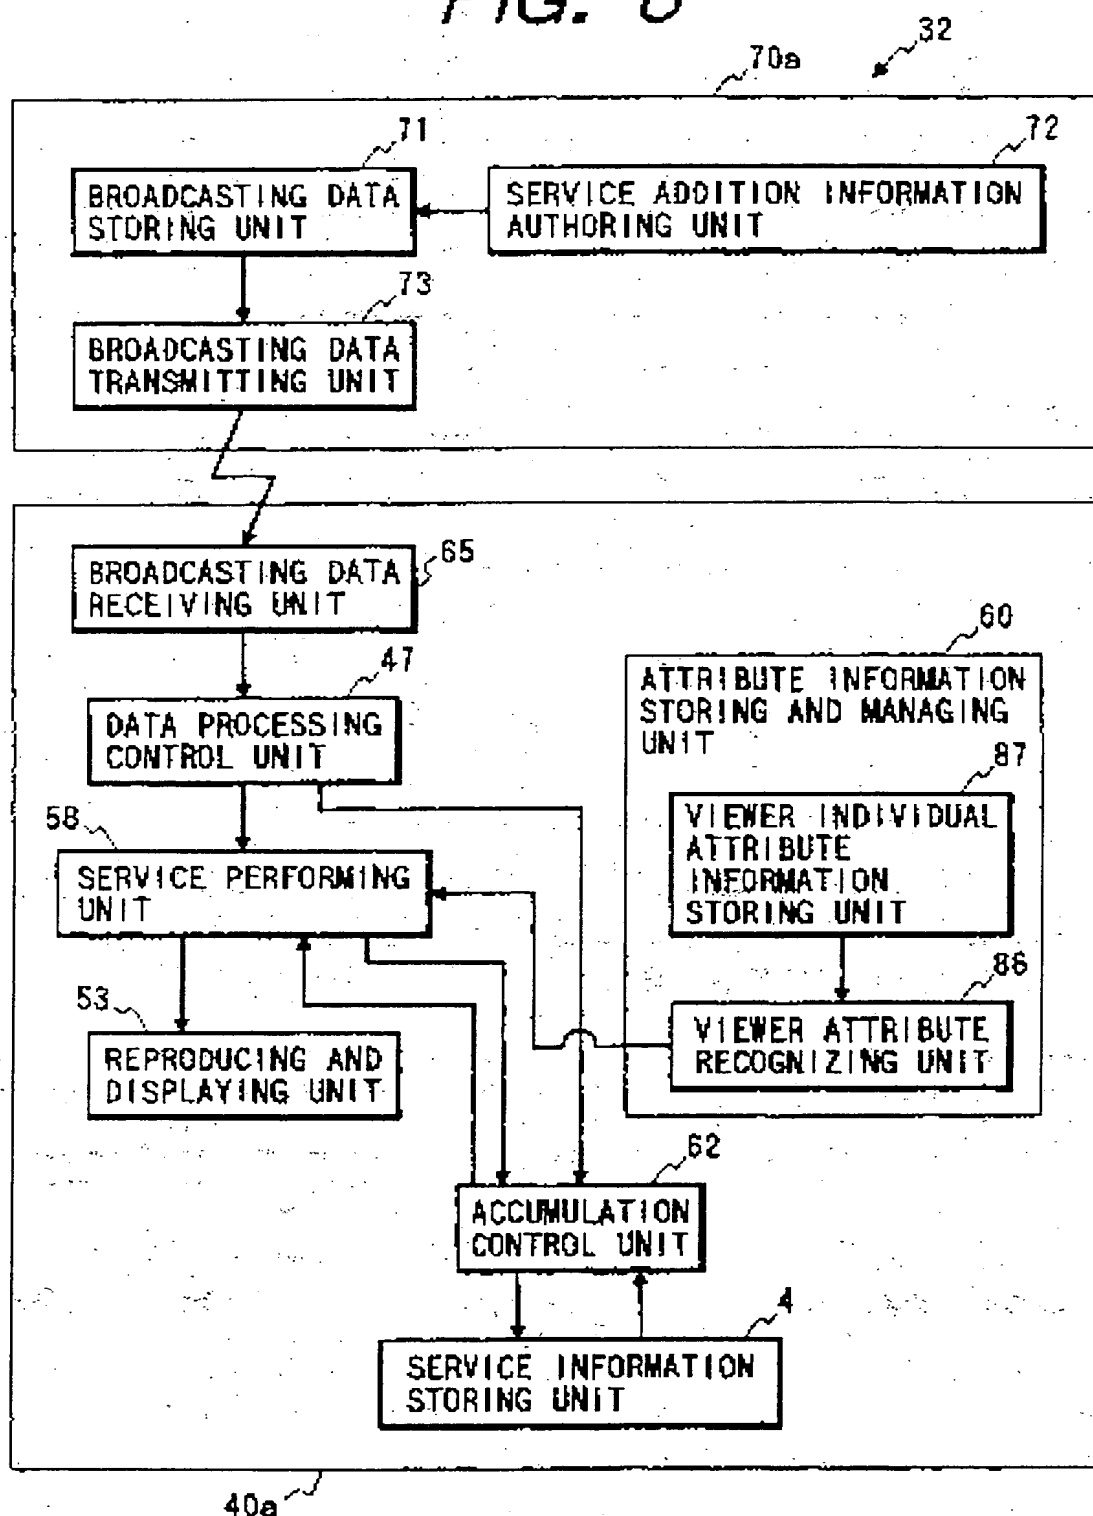 FIG. 6
32
70a
71
72
BROADCASTING DATA
STORING UNIT
SERVICE ADDITION INFORMATION
AUTHORING UNIT
73
BROADCASTING DATA
TRANSMITTING UNIT
BROADCASTING DATA
RECEIVING UNIT
65
47
60
DATA PROCESSING
CONTROL UNIT
ATTRIBUTE INFORMATION
STORING AND MANAGING
UNIT
87
58
VIEWER INDIVIDUAL
ATTRIBUTE
INFORMATION
STORING UNIT
SERVICE PERFORMING
UNIT
86
53
VIEWER ATTRIBUTE
RECOGNIZING UNIT
REPRODUCING AND
DISPLAYING UNIT
62
ACCUMULATION
CONTROL UNIT
4
SERVICE INFORMATION
STORING UNIT
40a